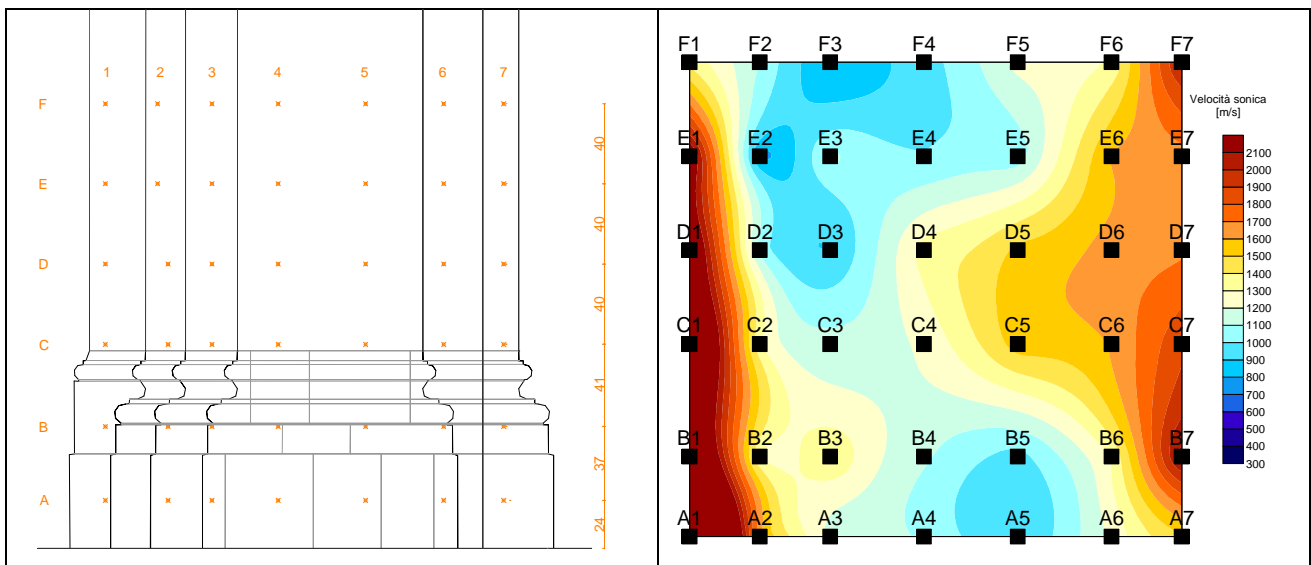 1 2 3 4 5 6 7
F
E
D
C
B
A
40
40
40
41
37
24
F1 F2 F3 F4 F5 F6 F7
E1 E2 E3 E4 E5 E6 E7
D1 D2 D3 D4 D5 D6 D7
C1 C2 C3 C4 C5 C6 C7
B1 B2 B3 B4 B5 B6 B7
A1 A2 A3 A4 A5 A6 A7
Velocità sonica
[m/s]
2100
2000
1900
1800
1700
1600
1500
1400
1300
1200
1100
1000
900
800
700
600
500
400
300